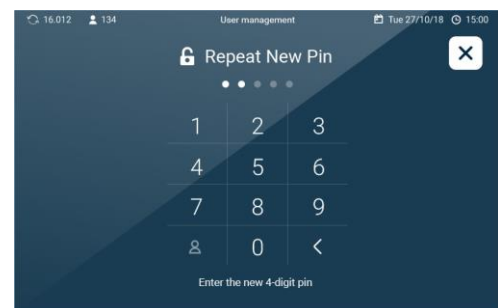 16.012 134 User management Tue 27/10/18 15:00
Repeat New Pin
1 2 3
4 5 6
7 8 9
0
Enter the new 4-digit pin